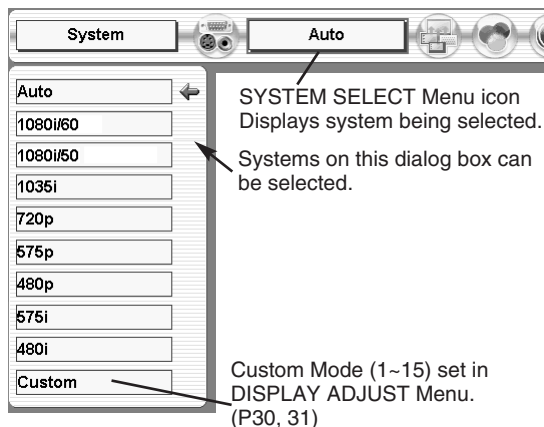 System
Auto
Auto
1080i/60
1080i/50
1035i
720p
575p
480p
575i
480i
Custom
SYSTEM SELECT Menu icon
Displays system being selected.
Systems on this dialog box can
be selected.
Custom Mode (1~15) set in
DISPLAY ADJUST Menu.
(P30, 31)